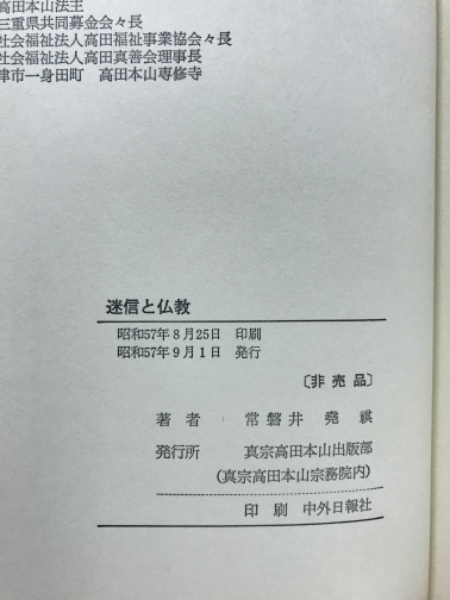 高田本山法主
三重県共同募金会々長
社会福祉法人高田福祉事業協会々長
社会福祉法人高田真善会理事長
津市一身田町 高田本山専修寺
迷信と仏教
昭和57年8月25日 印刷
昭和57年9月1日 発行
〔非売品〕
著者 常磐井堯祺
発行所 真宗高田本山出版部
(真宗高田本山宗務院内)
印刷 中外日報社